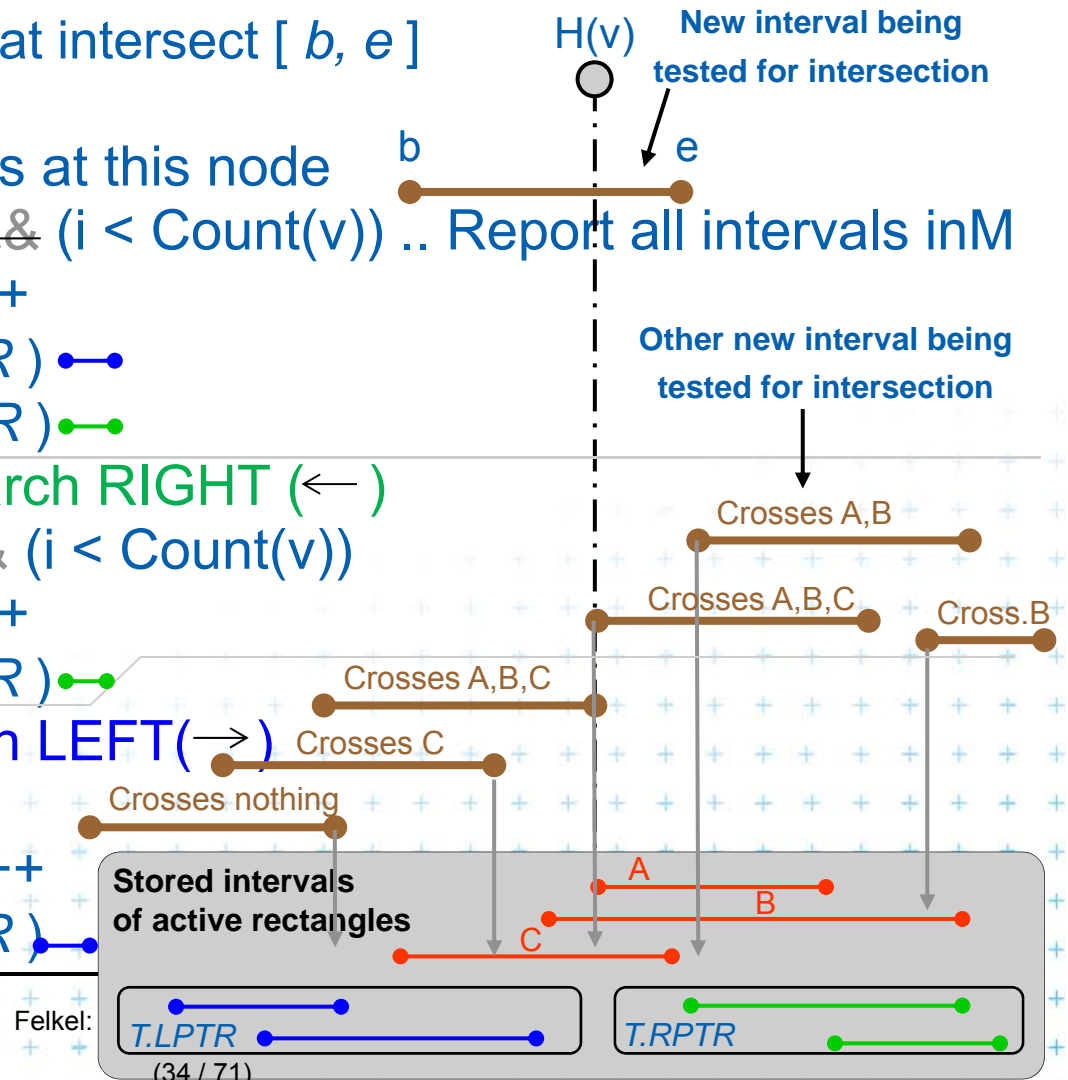 at intersect [ b, e ]
H(v)
New interval being
tested for intersection
b
e
s at this node
& (i < Count(v)) .. Report all intervals inM
+
R )
Other new interval being
tested for intersection
R )
rch RIGHT (← )
Crosses A,B
& (i < Count(v))
+
Crosses A,B,C
Cross.B
R )
Crosses A,B,C
n LEFT(→ )
Crosses C
Crosses nothing
++
Stored intervals
of active rectangles
A
B
R )
C
Felkel:
T.LPTR
T.RPTR
(34 / 71)